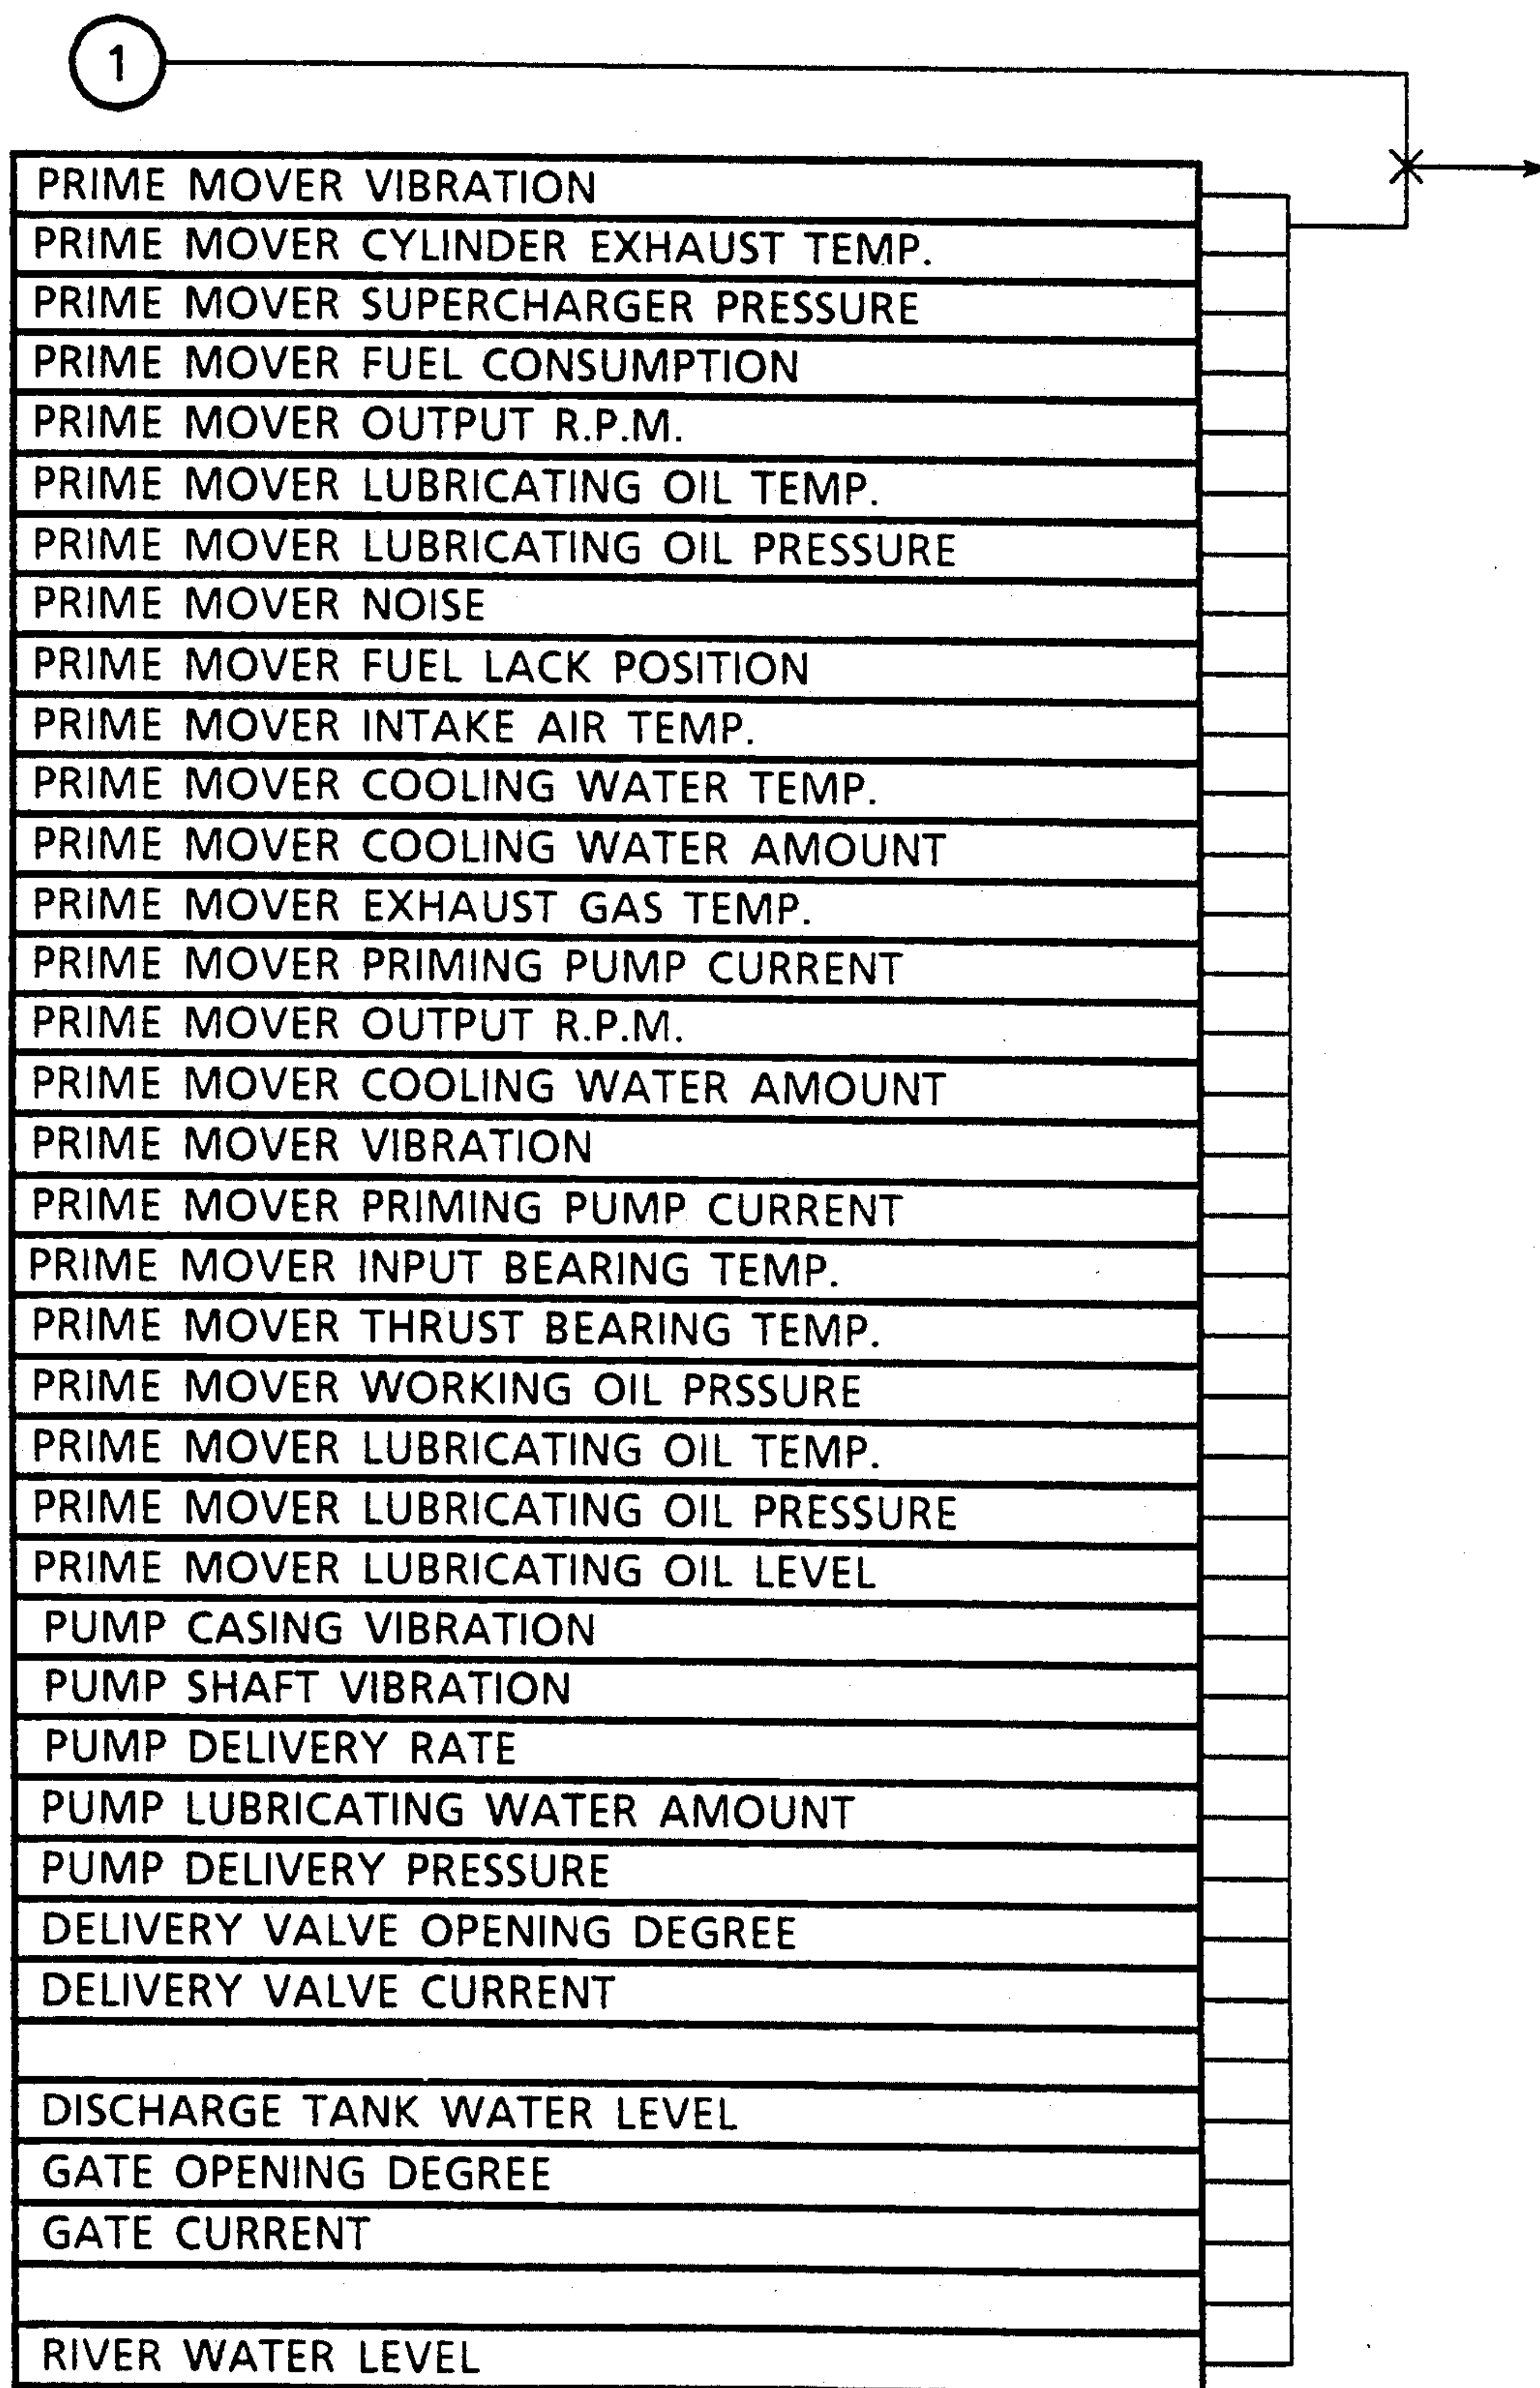 1
PRIME MOVER VIBRATION
PRIME MOVER CYLINDER EXHAUST TEMP.
PRIME MOVER SUPERCHARGER PRESSURE
PRIME MOVER FUEL CONSUMPTION
PRIME MOVER OUTPUT R.P.M.
PRIME MOVER LUBRICATING OIL TEMP.
PRIME MOVER LUBRICATING OIL PRESSURE
PRIME MOVER NOISE
PRIME MOVER FUEL LACK POSITION
PRIME MOVER INTAKE AIR TEMP.
PRIME MOVER COOLING WATER TEMP.
PRIME MOVER COOLING WATER AMOUNT
PRIME MOVER EXHAUST GAS TEMP.
PRIME MOVER PRIMING PUMP CURRENT
PRIME MOVER OUTPUT R.P.M.
PRIME MOVER COOLING WATER AMOUNT
PRIME MOVER VIBRATION
PRIME MOVER PRIMING PUMP CURRENT
PRIME MOVER INPUT BEARING TEMP.
PRIME MOVER THRUST BEARING TEMP.
PRIME MOVER WORKING OIL PRSSURE
PRIME MOVER LUBRICATING OIL TEMP.
PRIME MOVER LUBRICATING OIL PRESSURE
PRIME MOVER LUBRICATING OIL LEVEL
PUMP CASING VIBRATION
PUMP SHAFT VIBRATION
PUMP DELIVERY RATE
PUMP LUBRICATING WATER AMOUNT
PUMP DELIVERY PRESSURE
DELIVERY VALVE OPENING DEGREE
DELIVERY VALVE CURRENT
DISCHARGE TANK WATER LEVEL
GATE OPENING DEGREE
GATE CURRENT
RIVER WATER LEVEL